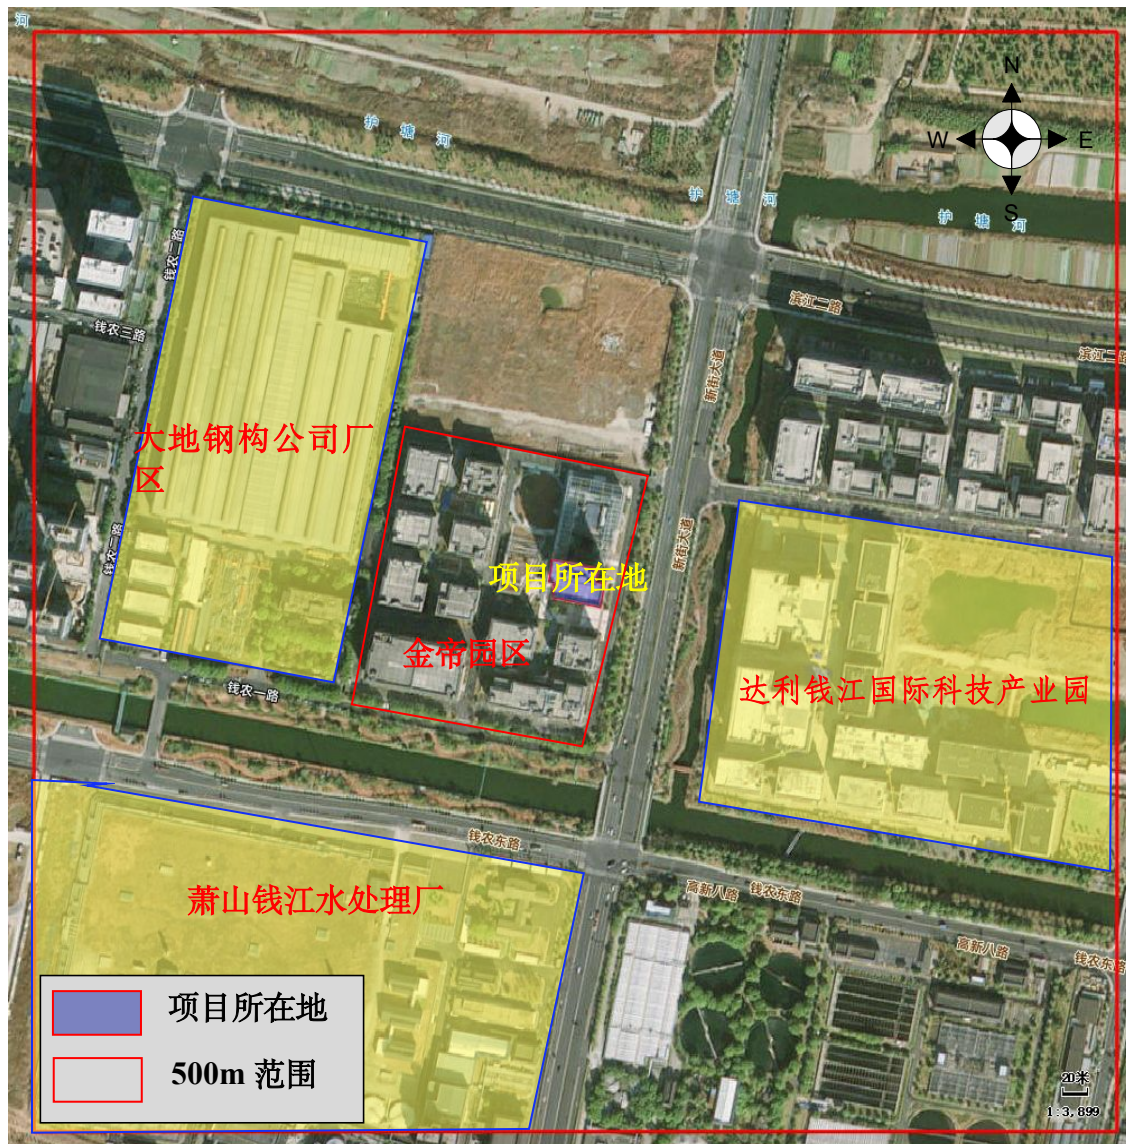 河
N
W
E
S
护塘河
护塘河
护塘河
钱农二路
滨江二路
钱农三路
滨江二路
新街大道
大地钢构公司厂
区
新街大道
钱农二路
项目所在地
金帝园区
钱农一路
达利钱江国际科技产业园
钱农东路
萧山钱江水处理厂
高新八路
钱农东路
高新八路
钱农东路
项目所在地
500m 范围
20米
1:3,899